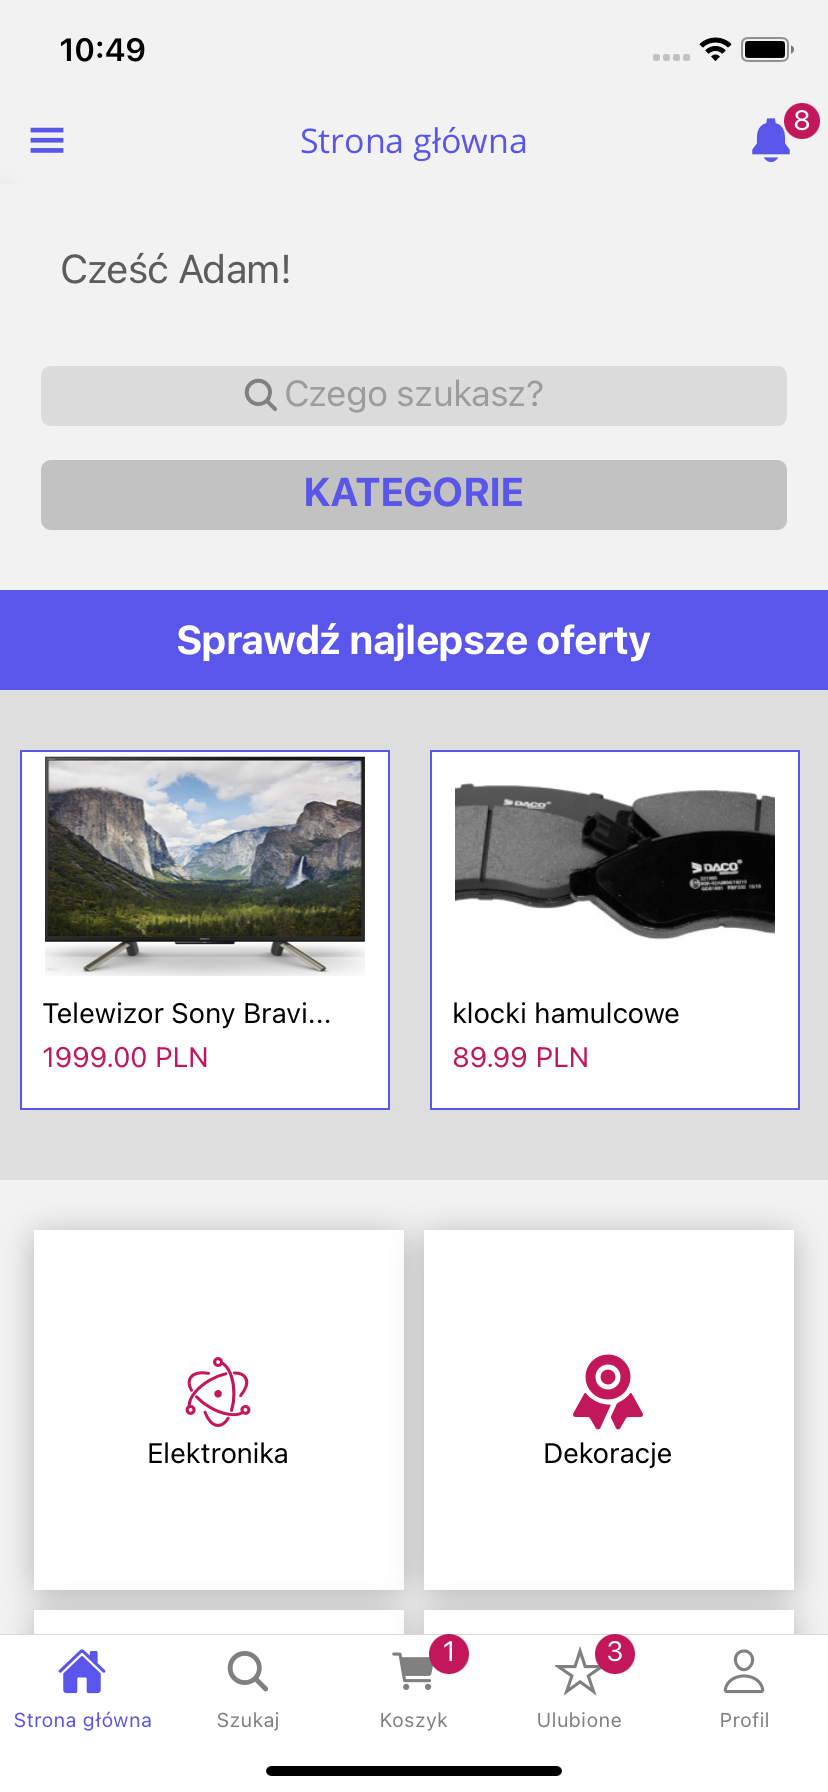 10:49
Strona główna
8
Cześć Adam!
Czego szukasz?
KATEGORIE
Sprawdź najlepsze oferty
DACO
DACO
Telewizor Sony Bravi...
klocki hamulcowe
1999.00 PLN
89.99 PLN
Elektronika
Dekoracje
1
3
Strona główna
Szukaj
Koszyk
Ulubione
Profil